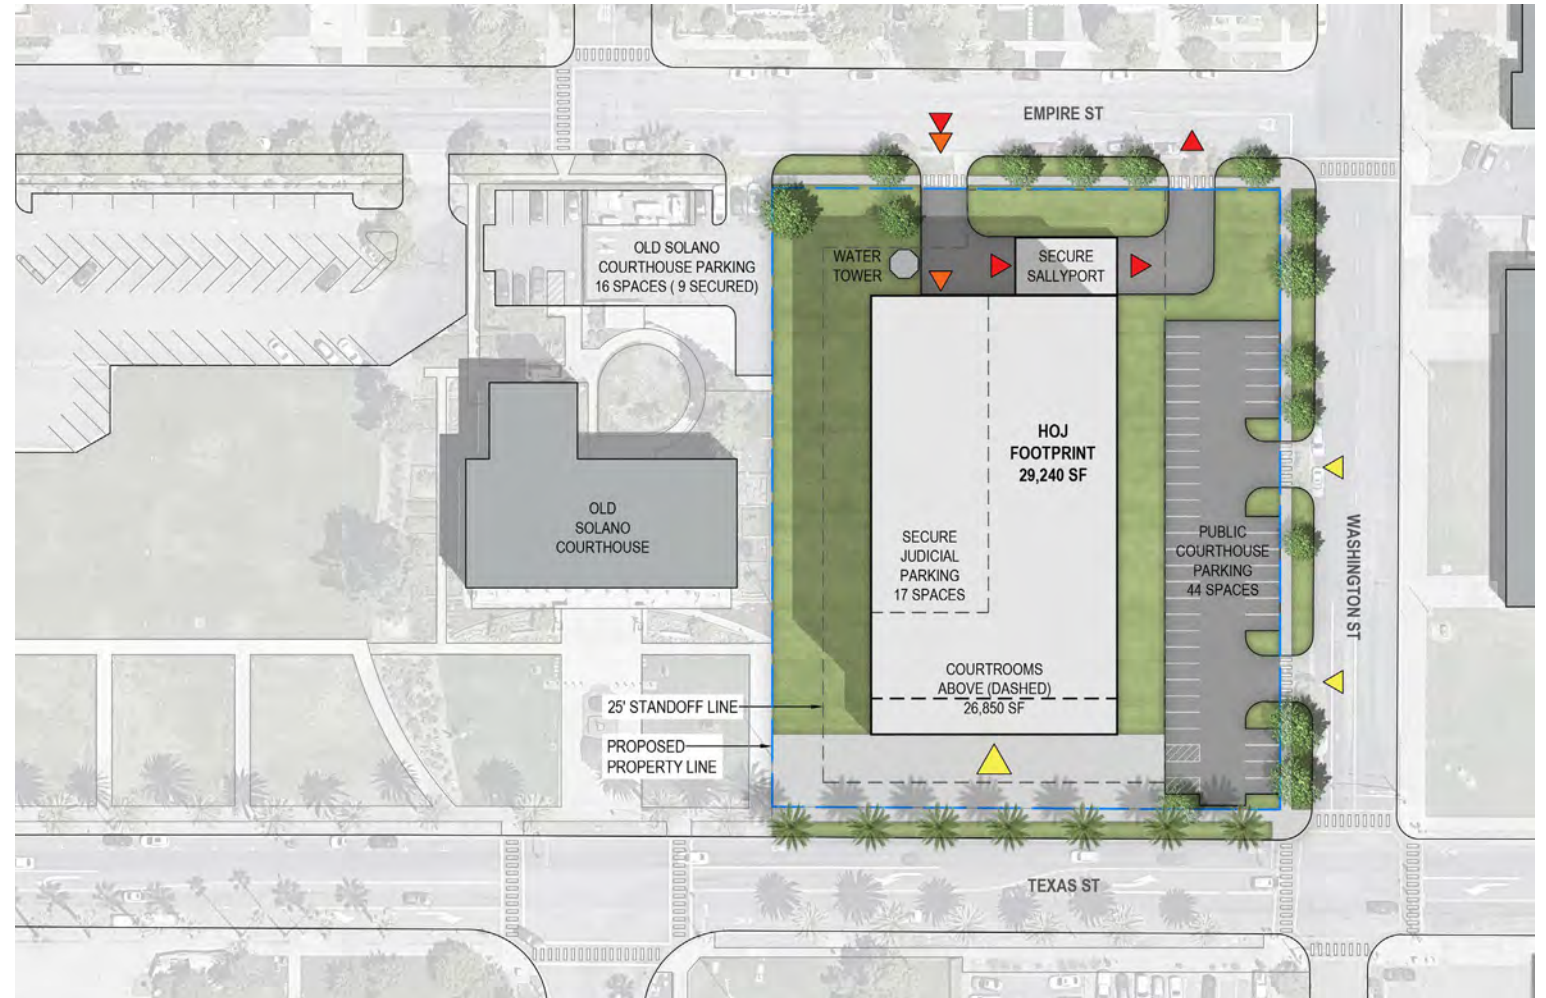 EMPIRE ST
OLD SOLANO
COURTHOUSE PARKING
16 SPACES ( 9 SECURED)
WATER
TOWER
SECURE
SALLYPORT
HOJ
FOOTPRINT
29,240 SF
OLD
SOLANO
COURTHOUSE
SECURE
JUDICIAL
PARKING
17 SPACES
PUBLIC
COURTHOUSE
PARKING
44 SPACES
WASHINGTON ST
COURTROOMS
ABOVE (DASHED)
26,850 SF
25' STANDOFF LINE
PROPOSED
PROPERTY LINE
TEXAS ST